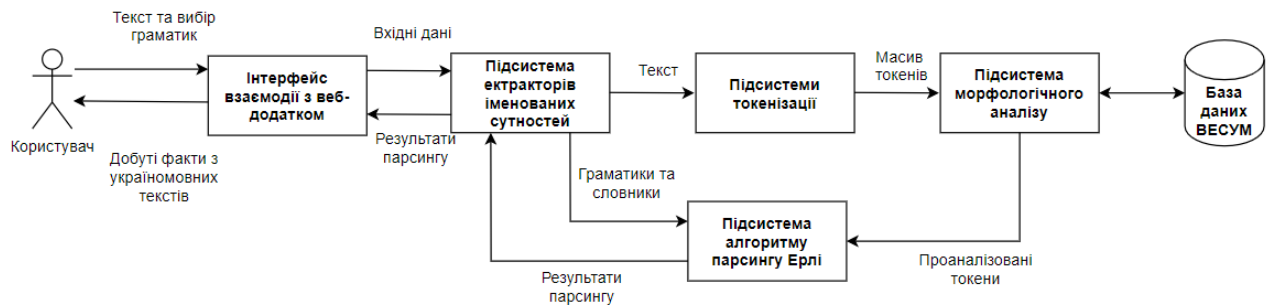 Текст та вибір
граматик
Вхідні дані
Інтерфейс
взаємодії з веб-
додатком
Підсистема
екстракторів
іменованих
сутностей
Текст
Підсистеми
токенізації
Масив
токенів
Підсистема
морфологічного
аналізу
База
даних
ВЕСУМ
Користувач
Добуті факти з
україномовних
текстів
Результати
парсингу
Граматики та
словники
Підсистема
алгоритму
парсингу Ерлі
Результати
парсингу
Проаналізовані
токени